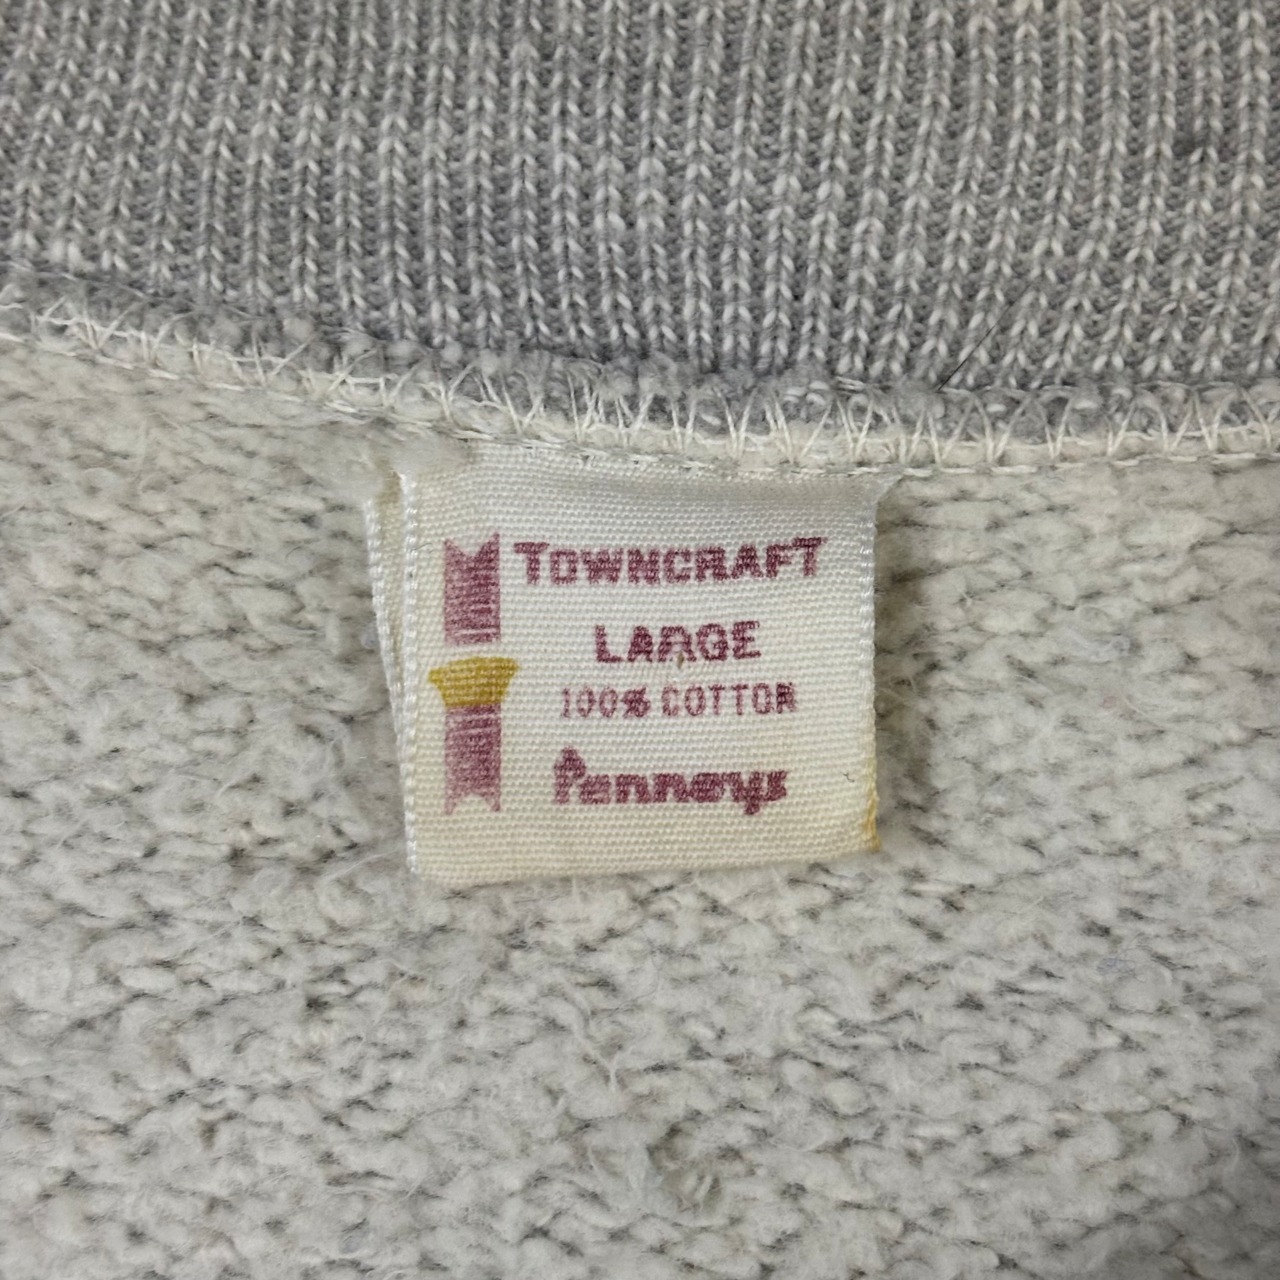 TOWNCRAFT
LARGE
100% COTTON
Penneys